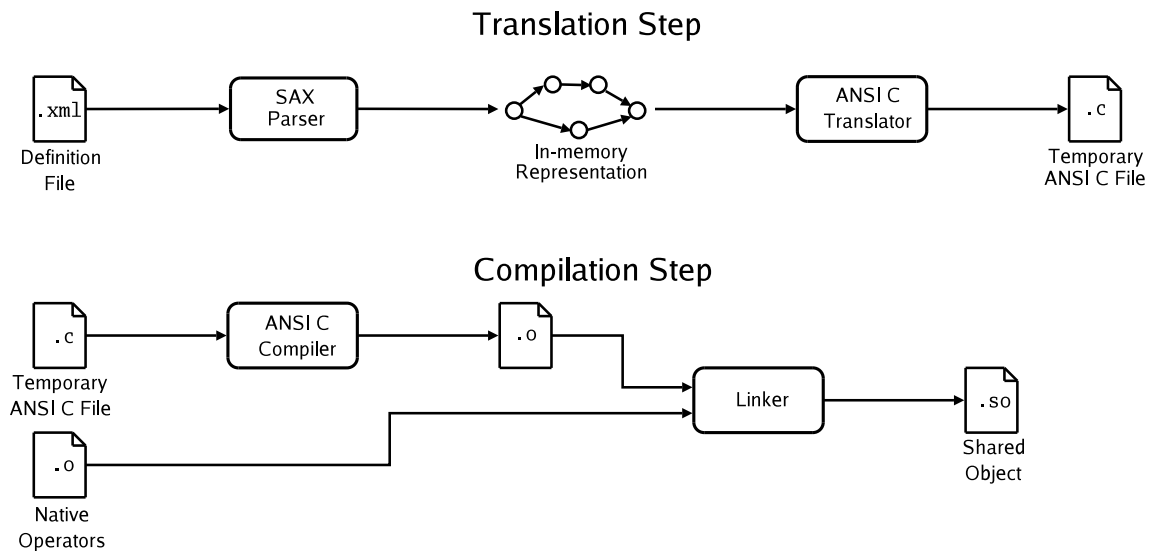 Translation Step
.xml
SAX
Parser
ANSI C
Translator
.c
Definition
File
In-memory
Representation
Temporary
ANSI C File
Compilation Step
.c
ANSI C
Compiler
.o
Temporary
ANSI C File
Linker
.so
Shared
Object
.o
Native
Operators